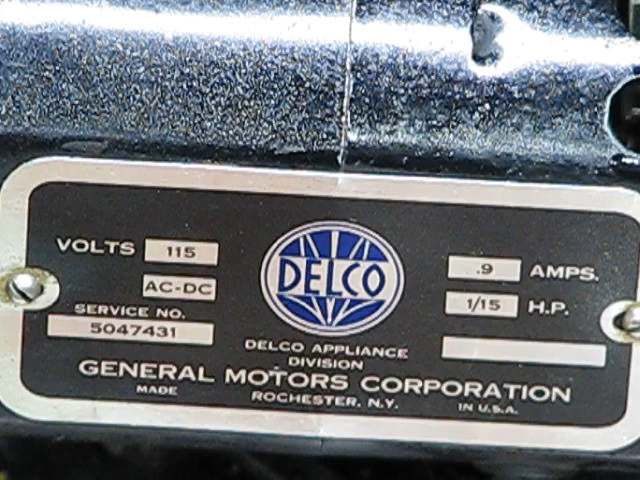 VOLTS 115
AC-DC
SERVICE NO.
5047431
DELCO
DELCO APPLIANCE
DIVISION
.9 AMPS.
1/15 H.P.
GENERAL MOTORS CORPORATION
MADE ROCHESTER, N.Y. IN U.S.A.